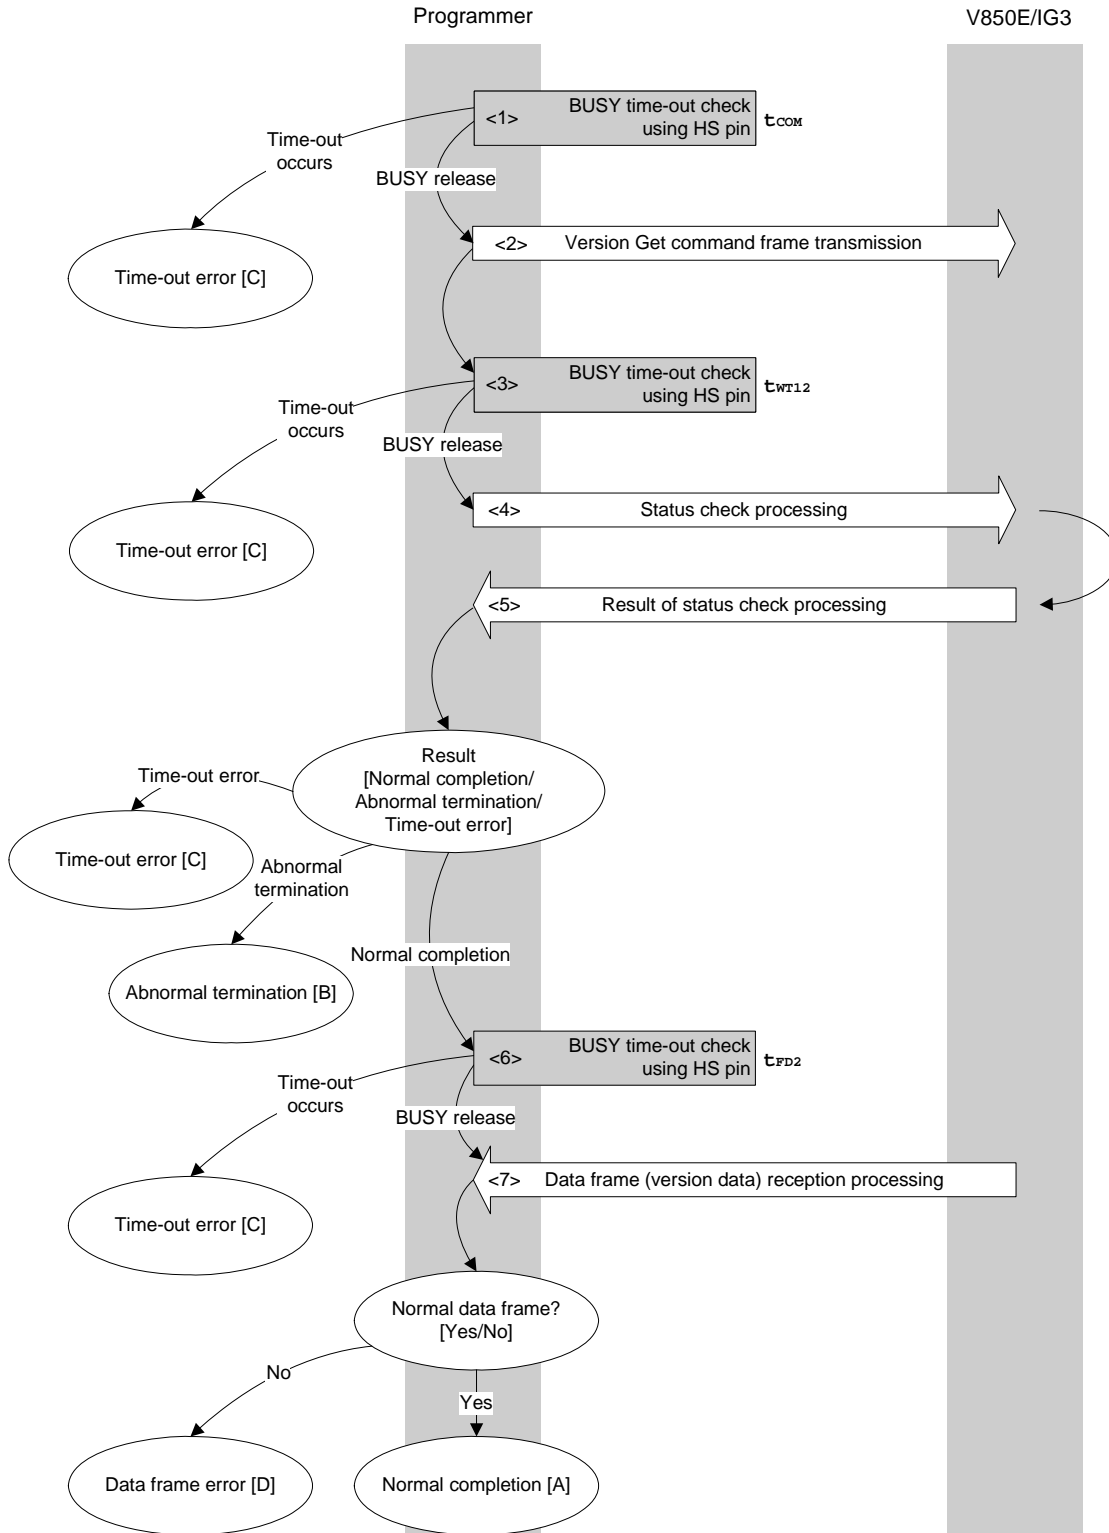 Programmer
V850E/IG3
<1>
BUSY time-out check
using HS pin
tCOM
Time-out
occurs
BUSY release
<2> Version Get command frame transmission
Time-out error [C]
<3>
BUSY time-out check
using HS pin
tWT12
Time-out
occurs
BUSY release
<4> Status check processing
Time-out error [C]
<5> Result of status check processing
Result
[Normal completion/
Abnormal termination/
Time-out error]
Time-out error
Time-out error [C]
Abnormal
termination
Normal completion
Abnormal termination [B]
<6>
BUSY time-out check
using HS pin
tFD2
Time-out
occurs
BUSY release
<7> Data frame (version data) reception processing
Time-out error [C]
Normal data frame?
[Yes/No]
No
Yes
Data frame error [D]
Normal completion [A]